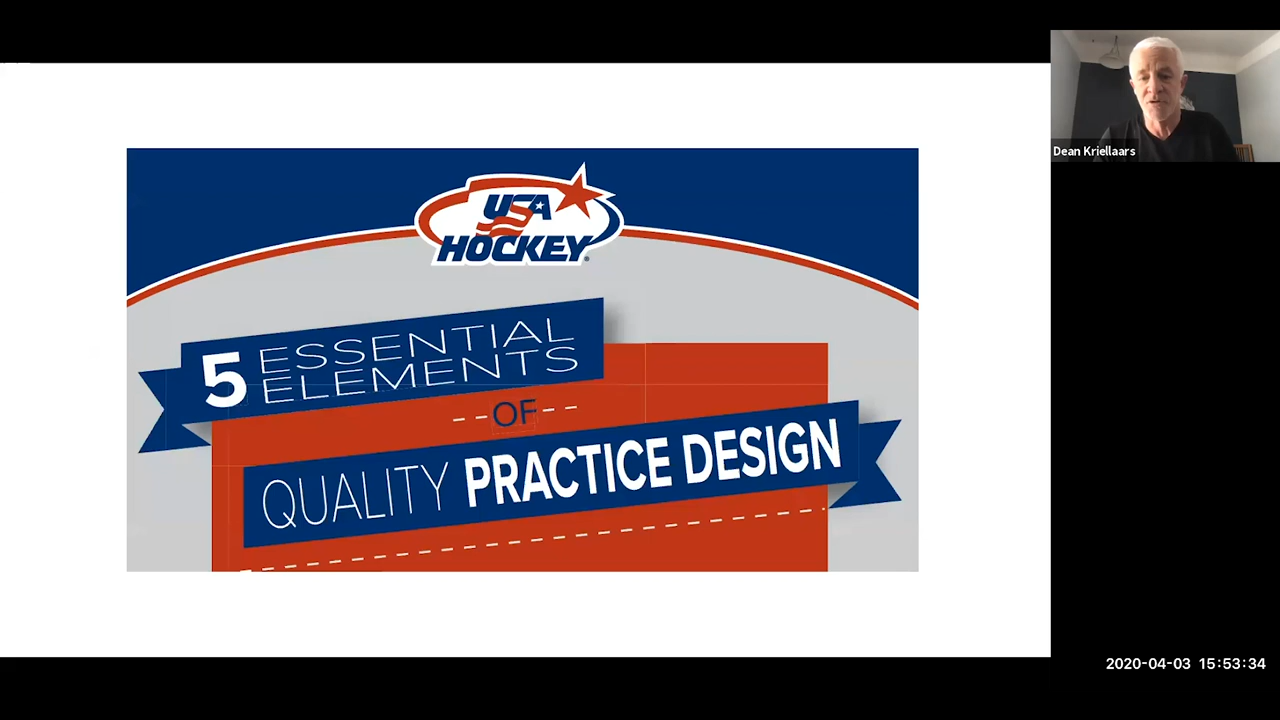 USA
HOCKEY
5 ESSENTIAL
ELEMENTS
--OF--
QUALITY PRACTICE DESIGN
Dean Kriellaars
2020-04-03 15:53:34